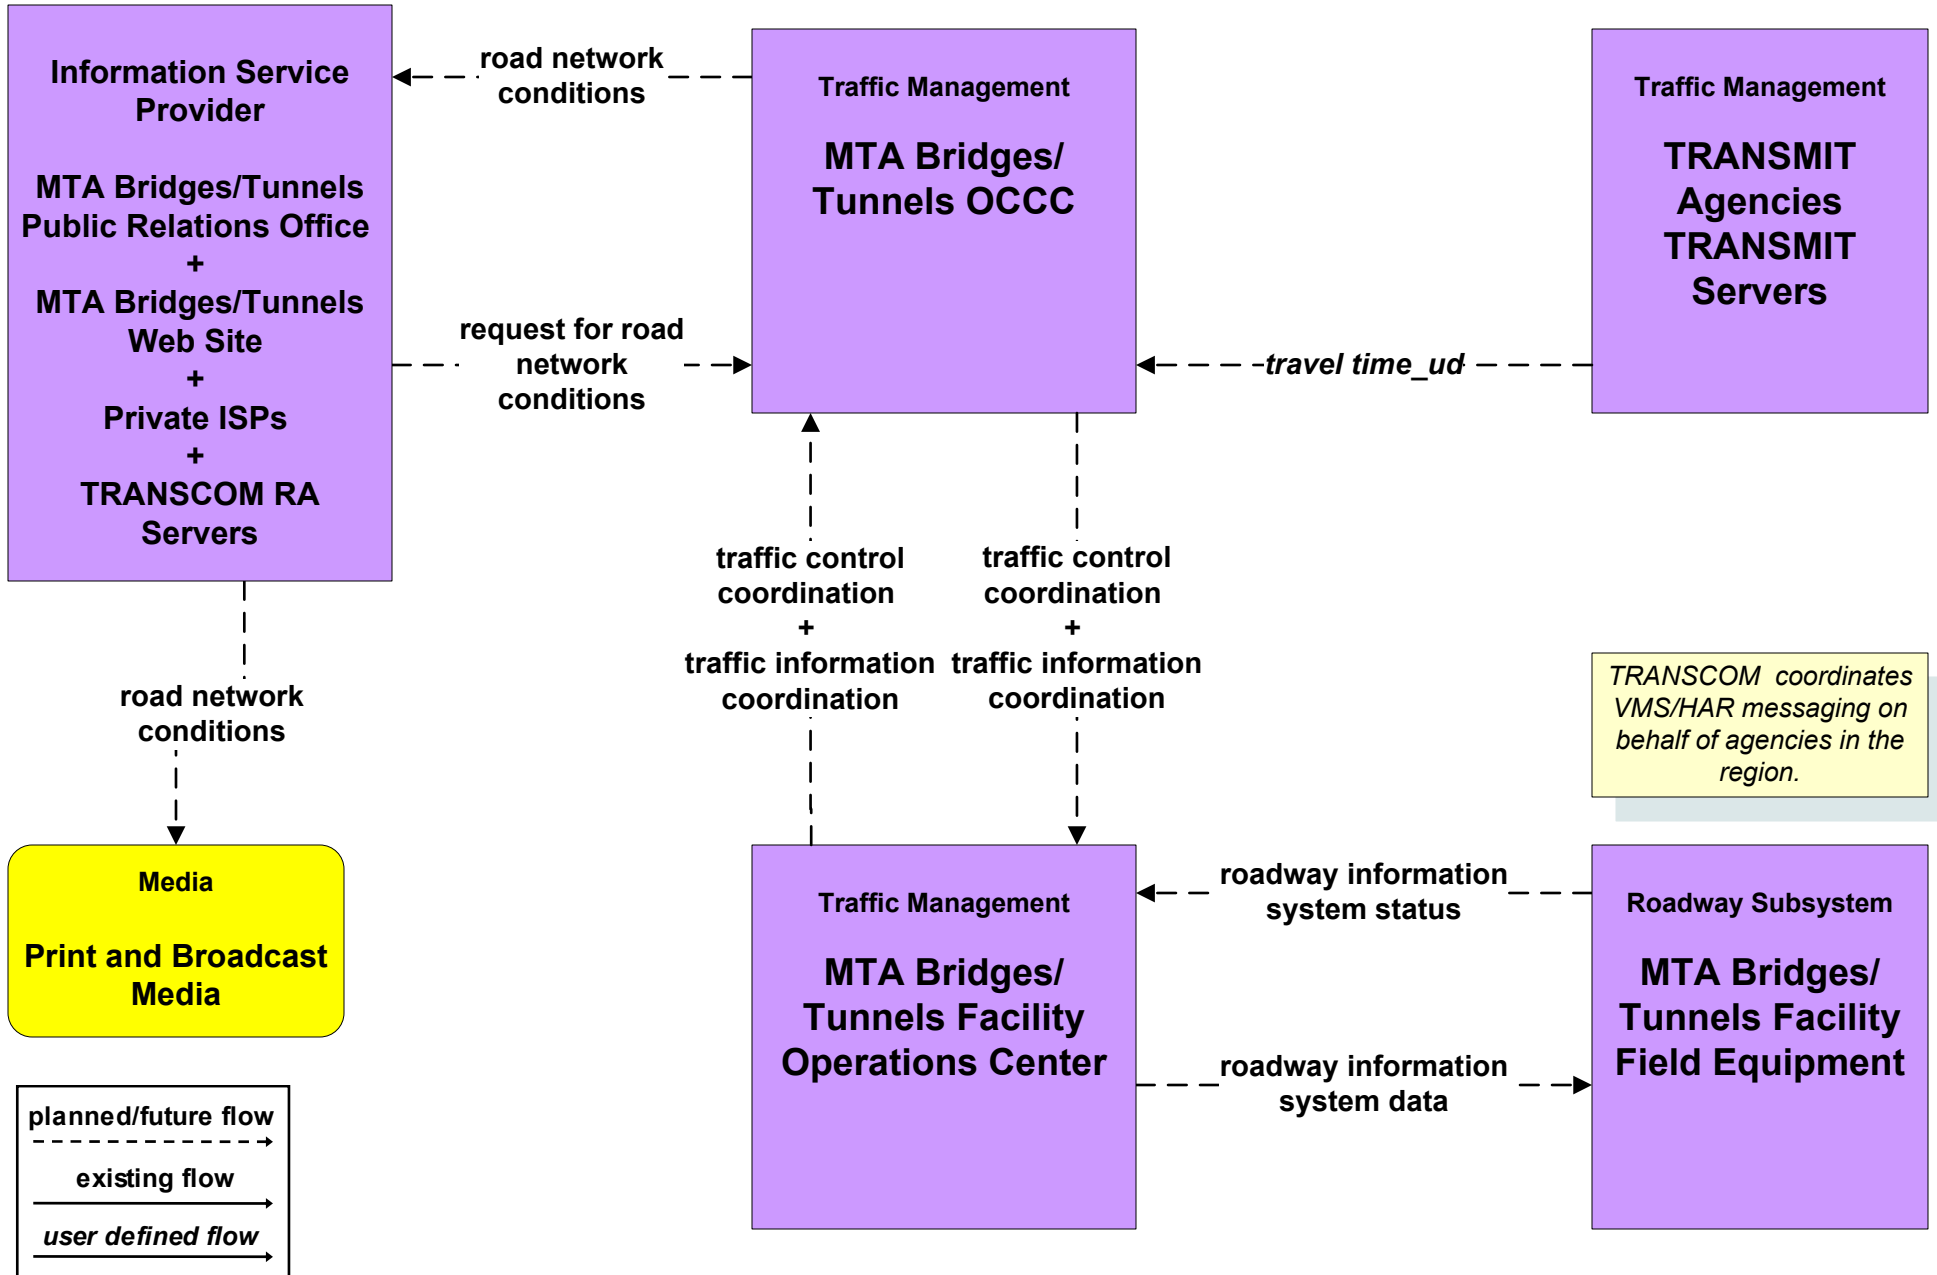 Information Service
Provider
MTA Bridges/Tunnels
Public Relations Office
+
MTA Bridges/Tunnels
Web Site
+
Private ISPs
+
TRANSCOM RA
Servers
road network
conditions
Traffic Management
MTA Bridges/
Tunnels OCCC
Traffic Management
TRANSMIT
Agencies
TRANSMIT
Servers
request for road
network
conditions
travel time_ud
traffic control
coordination
+
traffic information
coordination
traffic control
coordination
+
traffic information
coordination
road network
conditions
TRANSCOM coordinates
VMS/HAR messaging on
behalf of agencies in the
region.
Media
Print and Broadcast
Media
Traffic Management
MTA Bridges/
Tunnels Facility
Operations Center
roadway information
system status
roadway information
system data
Roadway Subsystem
MTA Bridges/
Tunnels Facility
Field Equipment
planned/future flow
existing flow
user defined flow